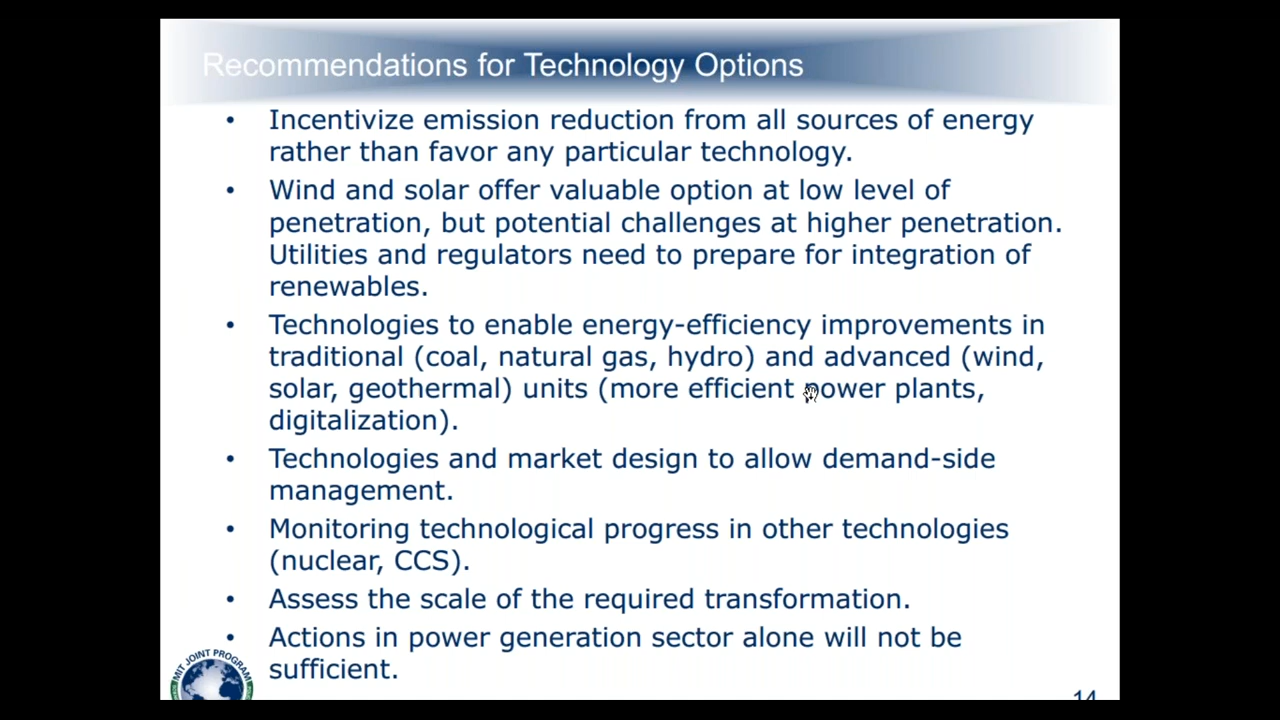 Recommendations for Technology Options
• Incentivize emission reduction from all sources of energy
rather than favor any particular technology.
• Wind and solar offer valuable option at low level of
penetration, but potential challenges at higher penetration.
Utilities and regulators need to prepare for integration of
renewables.
• Technologies to enable energy-efficiency improvements in
traditional (coal, natural gas, hydro) and advanced (wind,
solar, geothermal) units (more efficient power plants,
digitalization).
• Technologies and market design to allow demand-side
management.
• Monitoring technological progress in other technologies
(nuclear, CCS).
• Assess the scale of the required transformation.
• Actions in power generation sector alone will not be
sufficient.
MIT JOINT PROGRAM
14